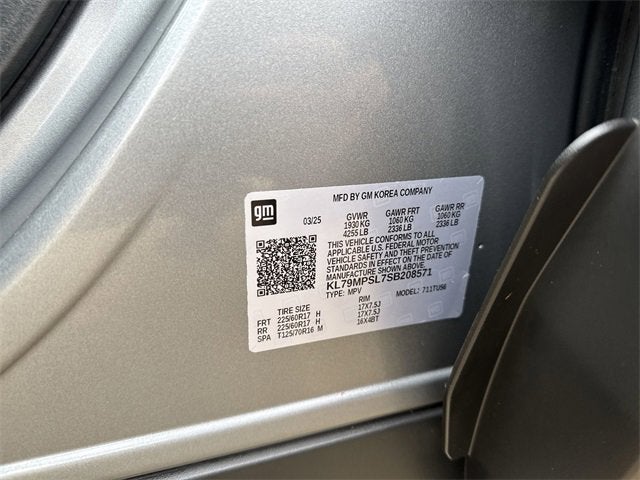 MFD BY GM KOREA COMPANY
gm
03/25 GVWR GAWR FRT GAWR RR
1930 KG 1060 KG 1060 KG
4255 LB 2336 LB 2336 LB
THIS VEHICLE CONFORMS TO ALL
APPLICABLE U.S. FEDERAL MOTOR
VEHICLE SAFETY AND THEFT PREVENTION
STANDARDS IN EFFECT ON THE DATE OF
MANUFACTURE SHOWN ABOVE.
KL79MPSL7SB208571
TYPE: MPV MODEL: 711TU56
TIRE SIZE RIM
FRT 225/60R17 H 17X7.5J
RR 225/60R17 H 17X7.5J
SPA T125/70R16 M 16X4BT